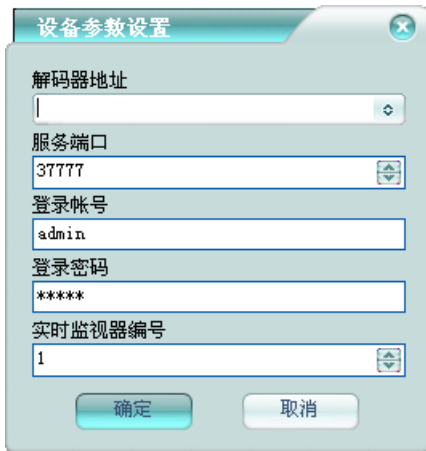 设备参数设置
解码器地址
服务端口
37777
登录帐号
admin
登录密码
*****
实时监视器编号
1
确定 取消